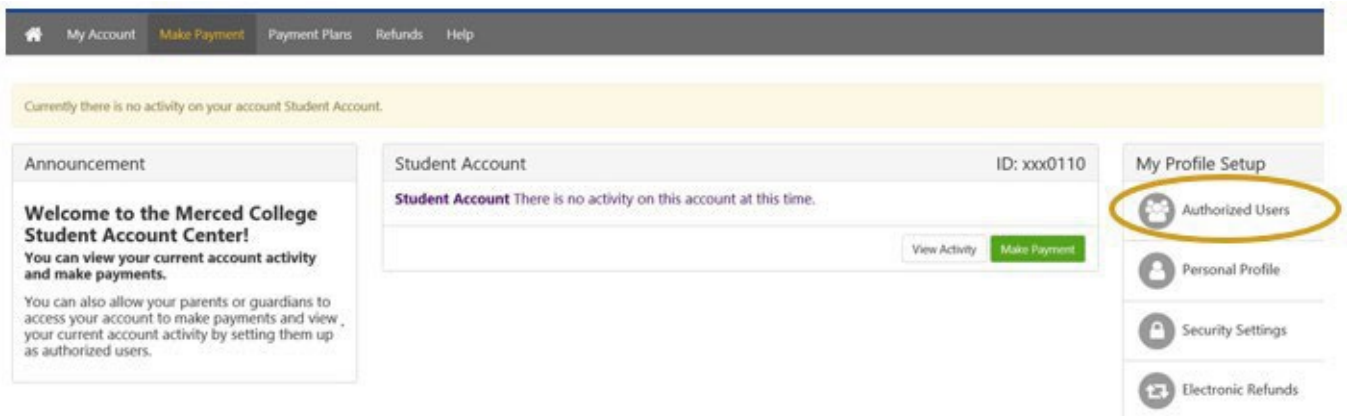 My Account Make Payment Payment Plans Refunds Help
Currently there is no activity on your account Student Account.
Announcement
Welcome to the Merced College
Student Account Center!
You can view your current account activity
and make payments.
You can also allow your parents or guardians to
access your account to make payments and view
your current account activity by setting them up
as authorized users.
Student Account ID: xxx0110
Student Account There is no activity on this account at this time.
View Activity Make Payment
My Profile Setup
Authorized Users
Personal Profile
Security Settings
Electronic Refunds